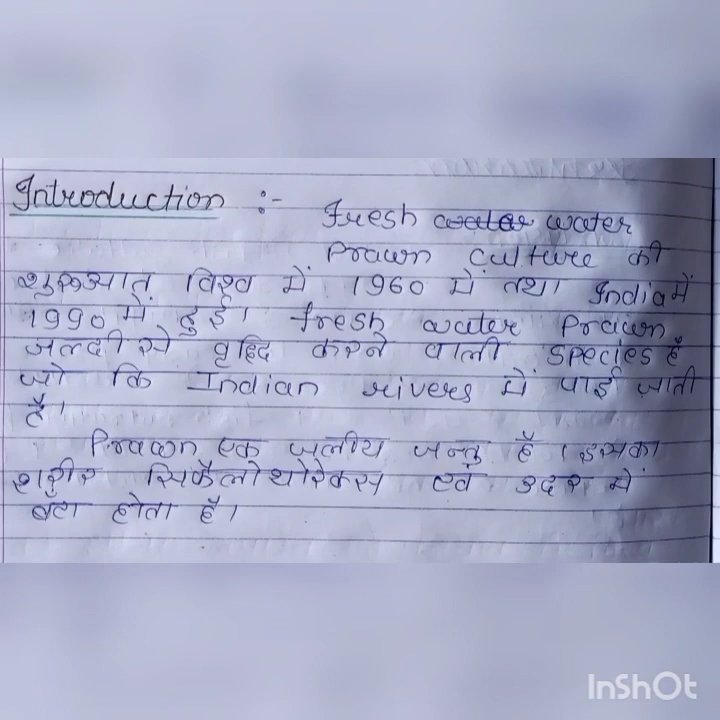 Introduction :-
Fresh water water
Prawn culture की
शुरुआत विश्व में 1960 में तथा India में
1990 में हुई। fresh water Prawn
जल्दी से वृद्धि करने वाली species है
जो कि Indian rivers में पाई जाती
है।
Prawn एक जलीय जन्तु है । इसका
शरीर सिफैलोथोरेक्स एवं उदर में
बटा होता है।
InShOt